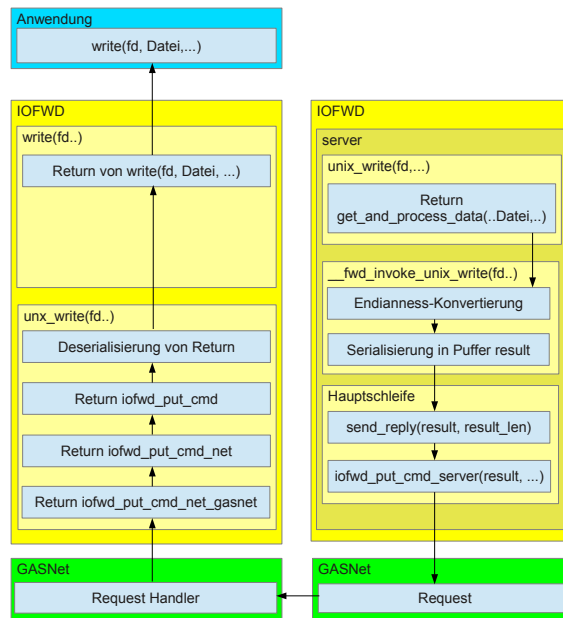 Anwendung
write(fd, Datei,...)
IOFWD
write(fd..)
Return von write(fd, Datei, ...)
unx_write(fd..)
Deserialisierung von Return
Return iofwd_put_cmd
Return iofwd_put_cmd_net
Return iofwd_put_cmd_net_gasnet
GASNet
Request Handler
IOFWD
server
unix_write(fd,...)
Return
get_and_process_data(..Datei,..)
__fwd_invoke_unix_write(fd..)
Endianness-Konvertierung
Serialisierung in Puffer result
Hauptschleife
send_reply(result, result_len)
iofwd_put_cmd_server(result, ...)
GASNet
Request